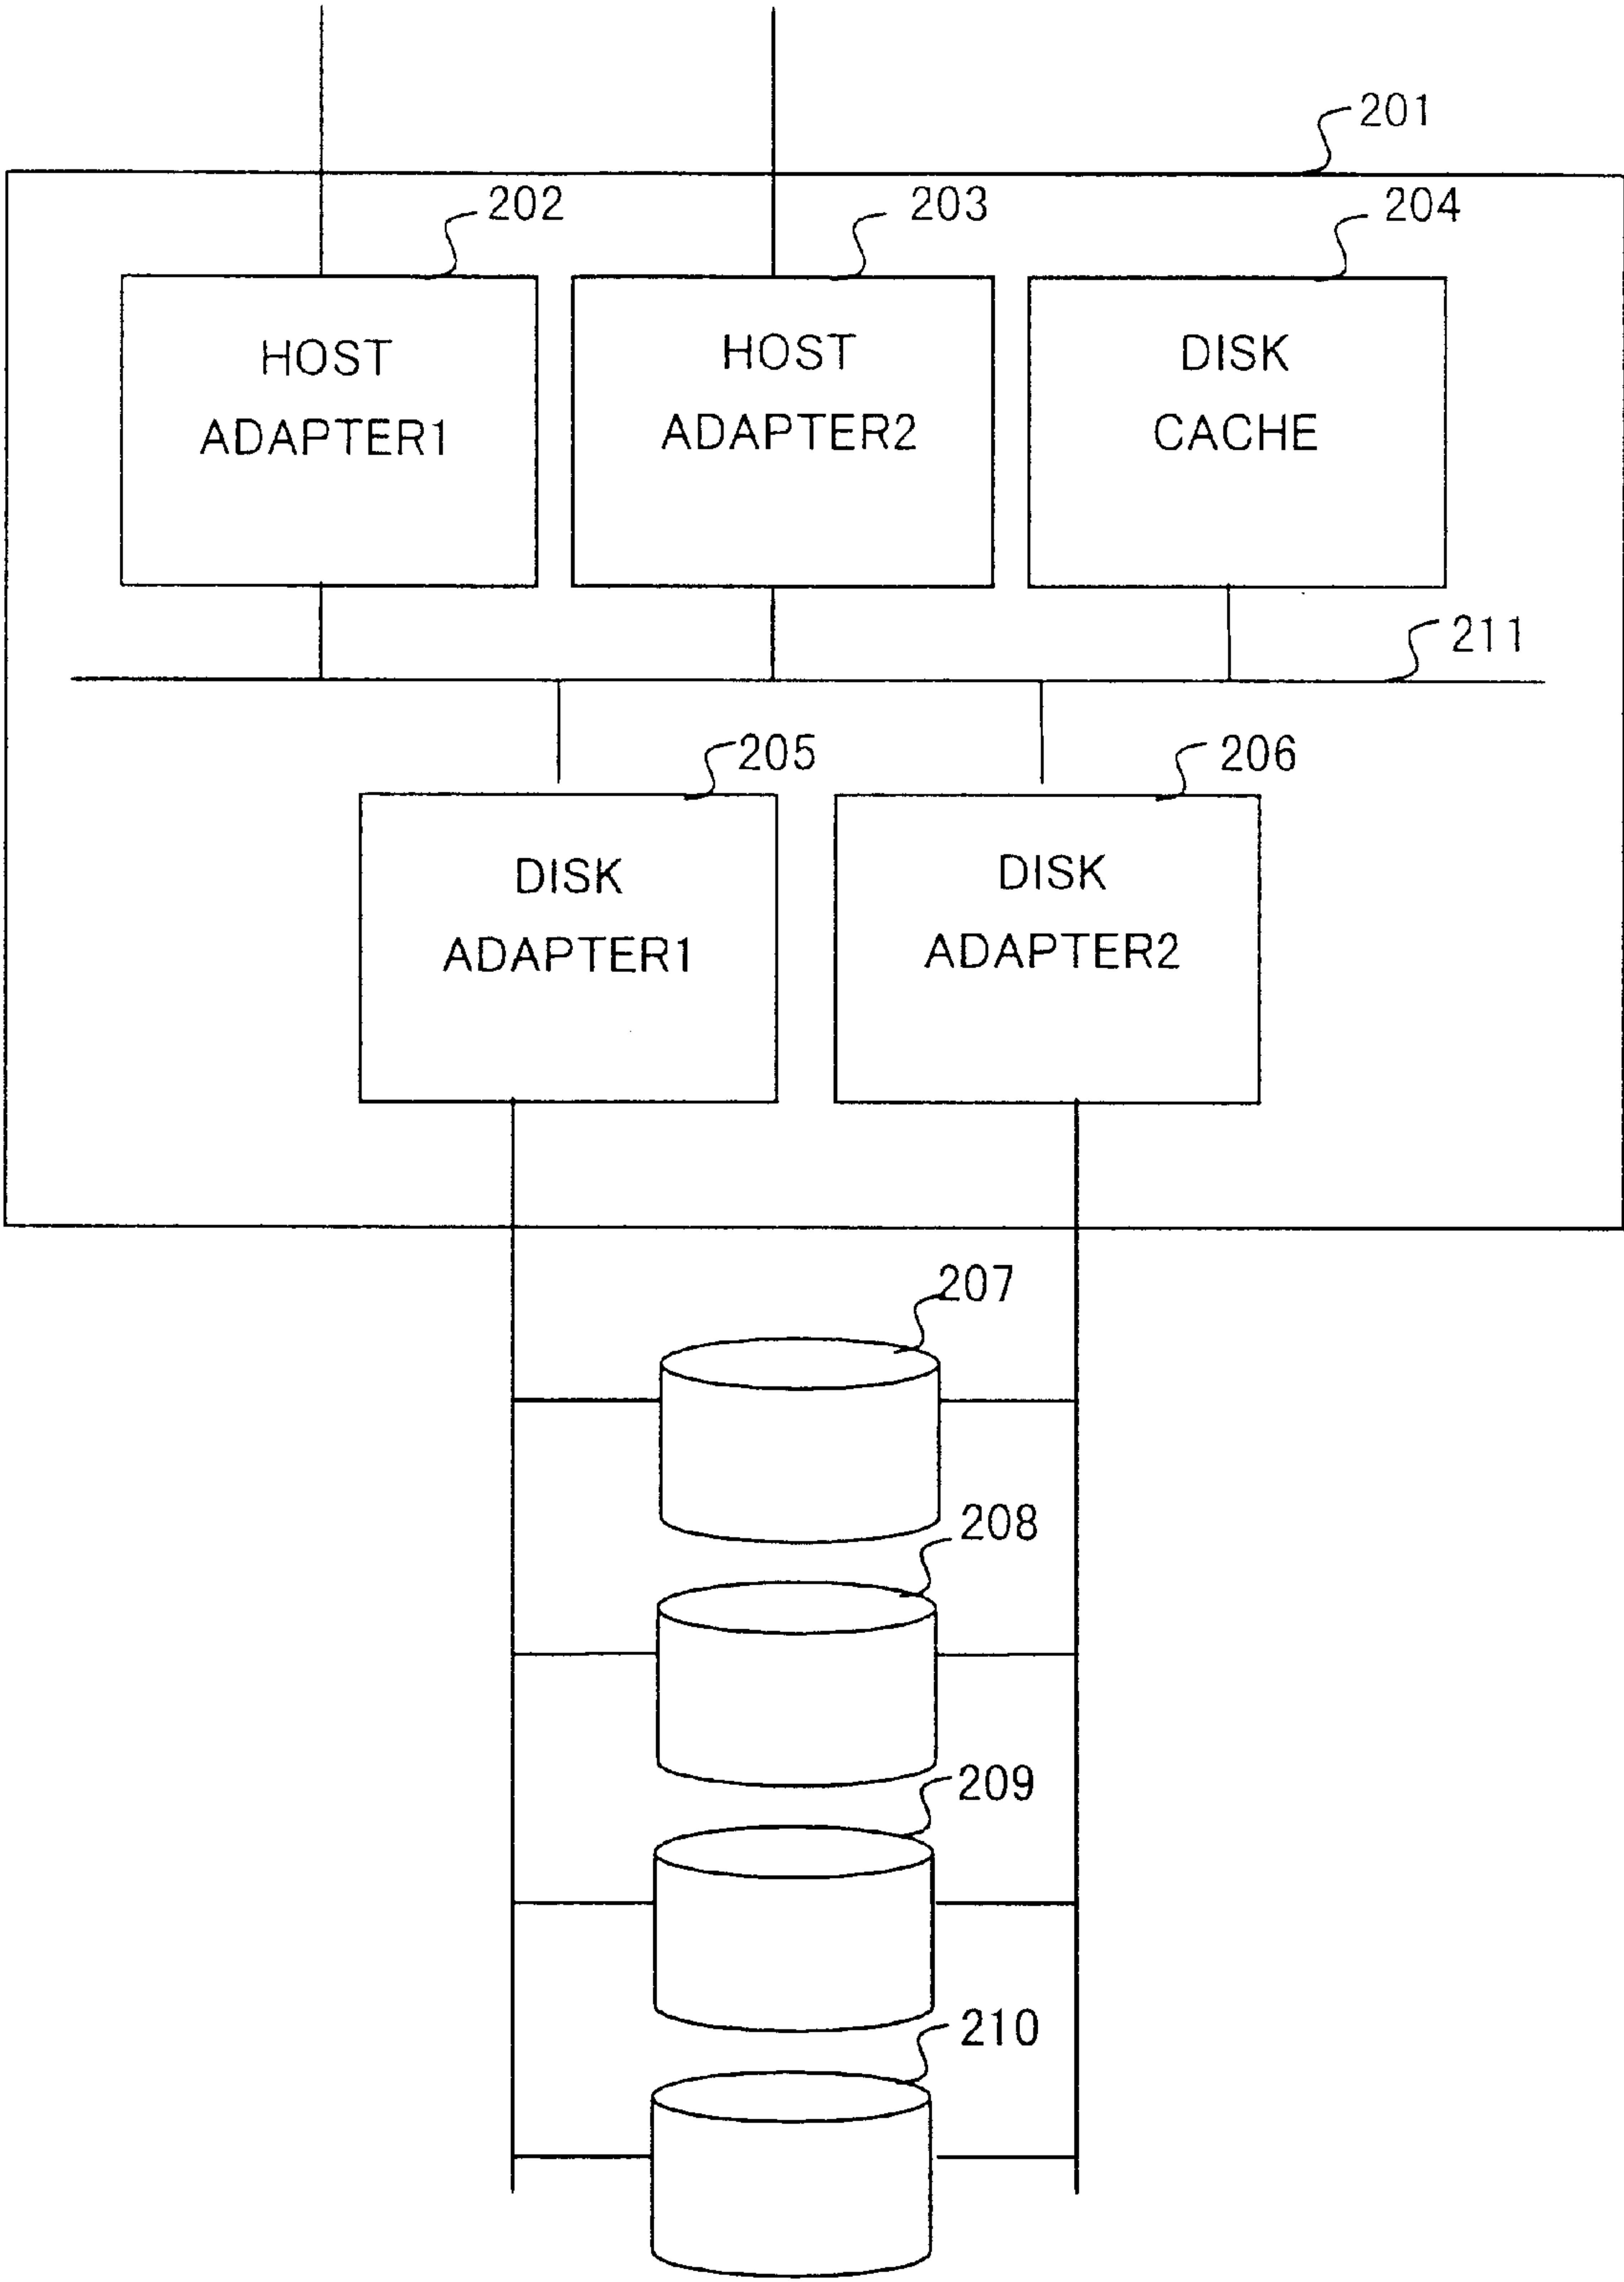 201
202
203
204
HOST
ADAPTER1
HOST
ADAPTER2
DISK
CACHE
211
205
206
DISK
ADAPTER1
DISK
ADAPTER2
207
208
209
210